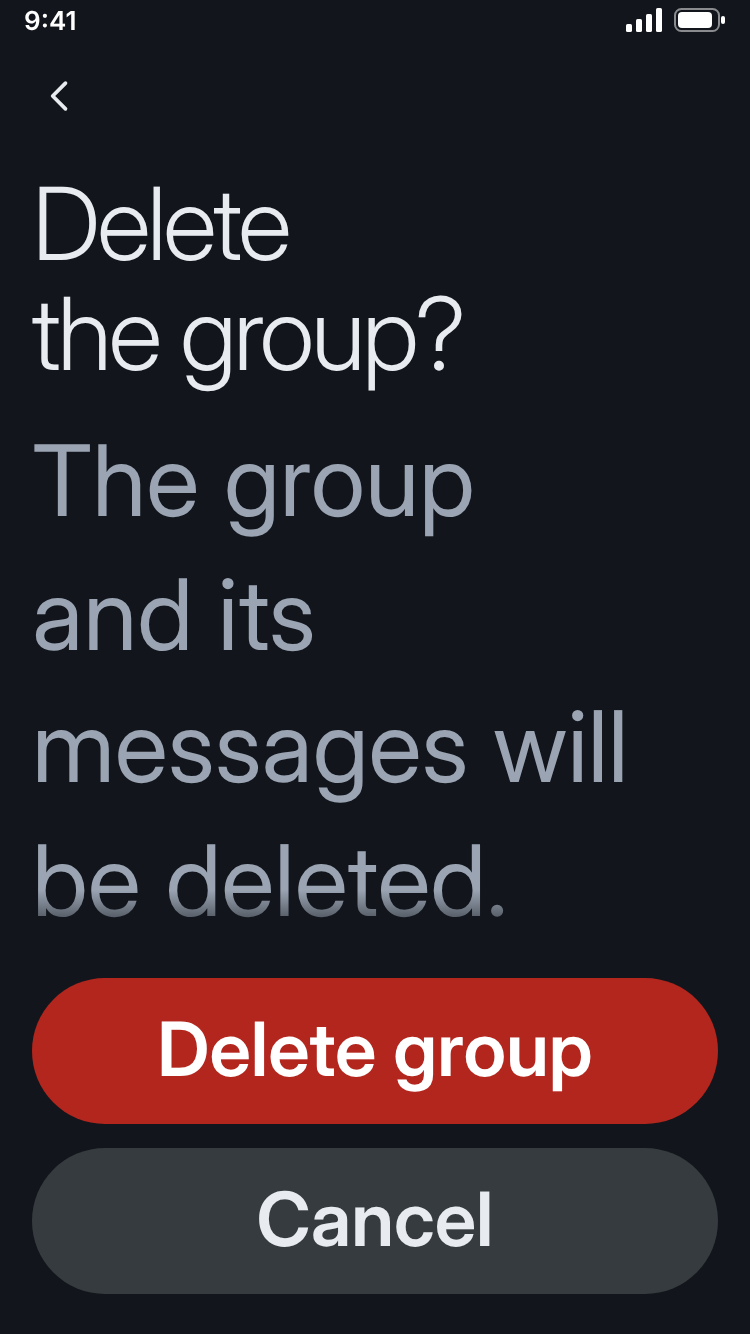 9:41
Delete
the group?
The group
and its
messages will
be deleted.
Delete group
Cancel